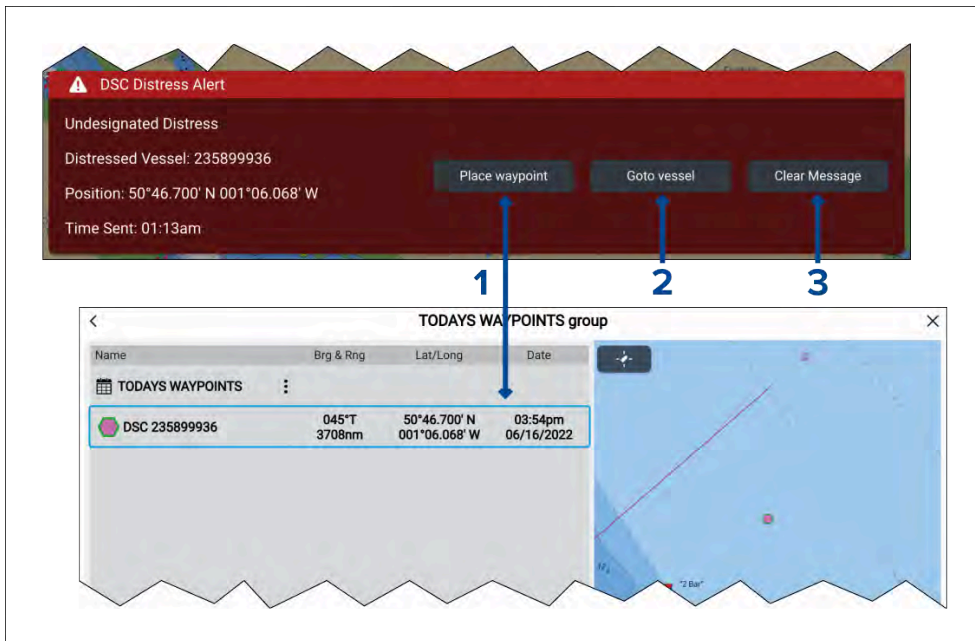 DSC Distress Alert
Undesignated Distress
Distressed Vessel: 235899936
Position: 50°46.700' N 001°06.068' W
Time Sent: 01:13am
Place waypoint
Goto vessel
Clear Message
1
2
3
TODAYS WAYPOINTS group
Name Brg & Rng Lat/Long Date
TODAYS WAYPOINTS
DSC 235899936 045°T 50°46.700' N 03:54pm
3708nm 001°06.068' W 06/16/2022
"2 Bar"